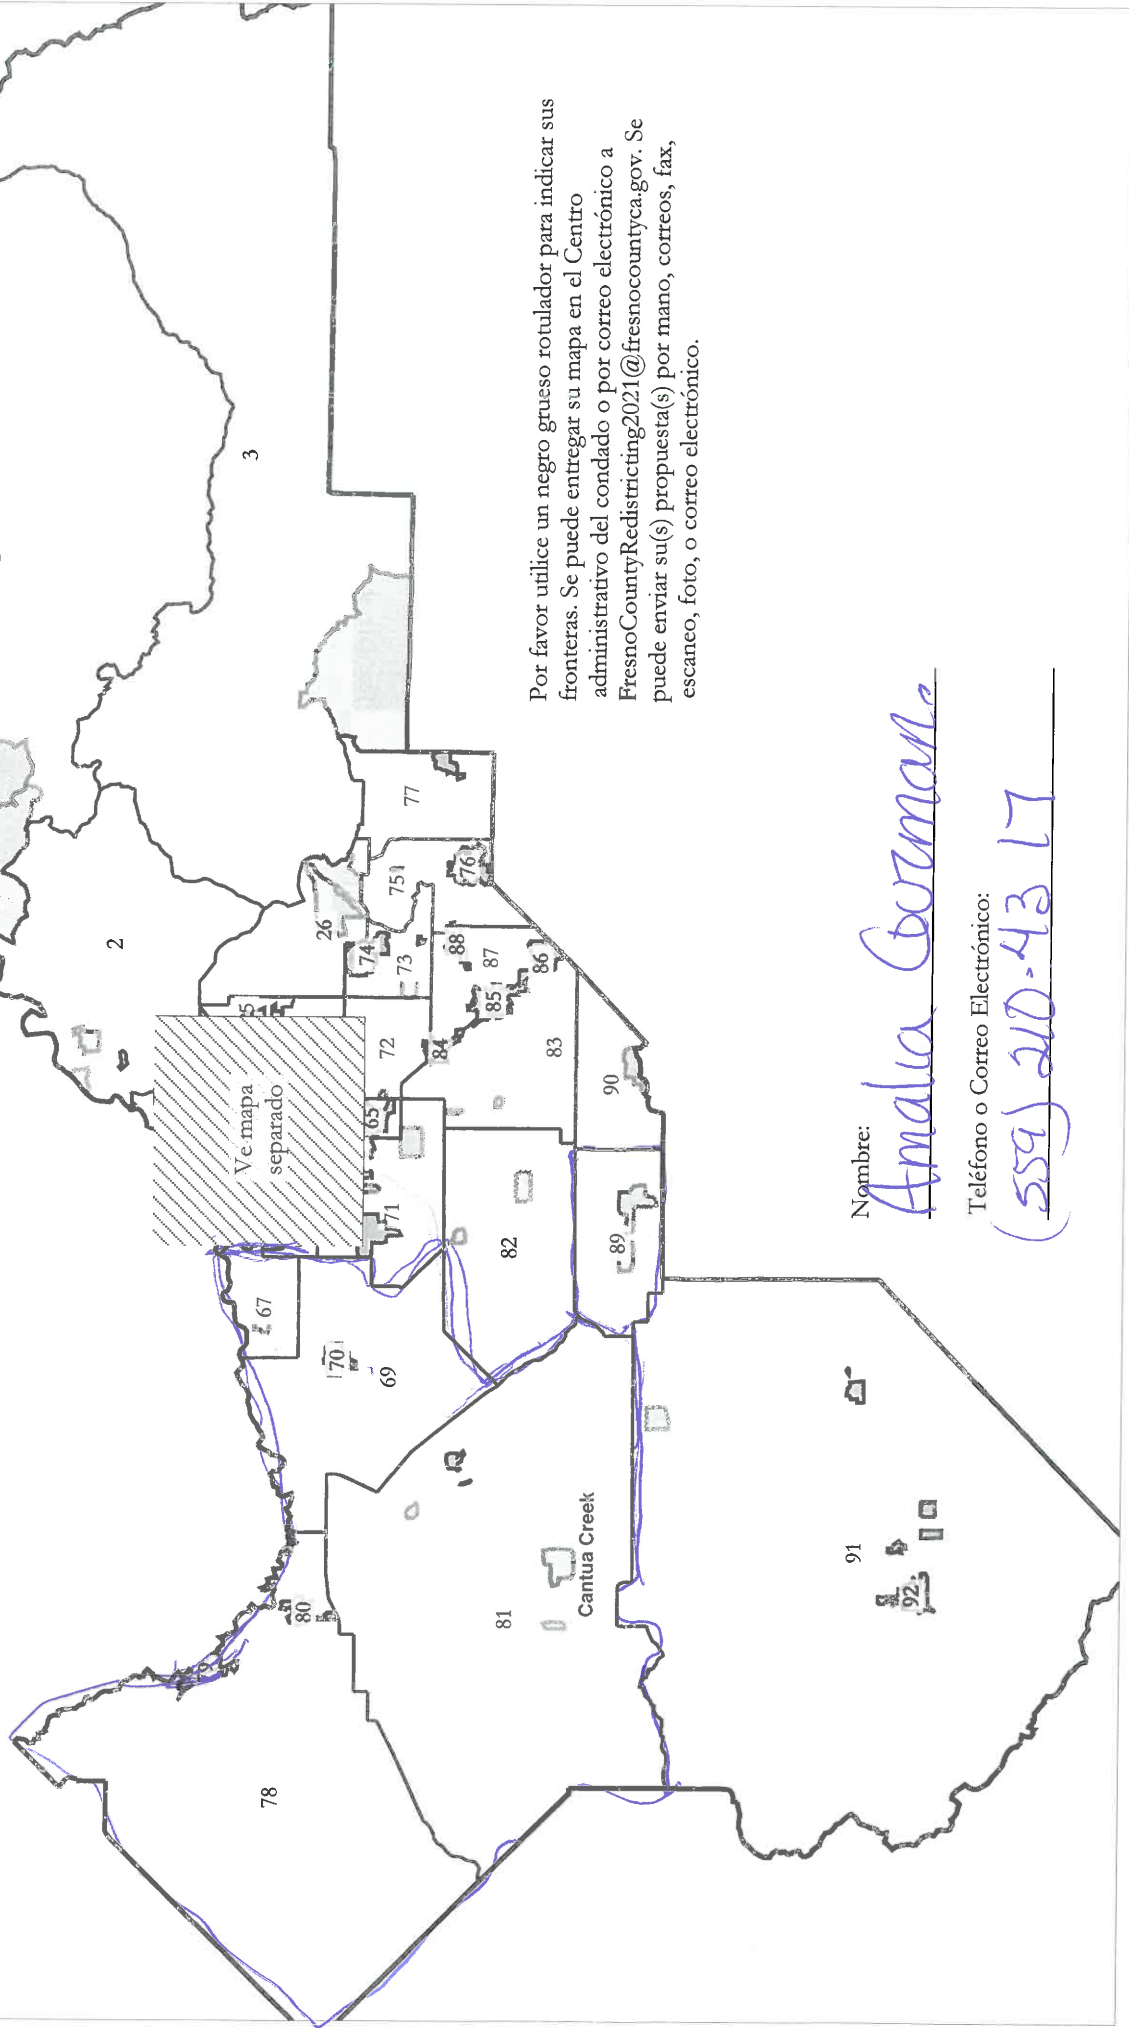 Por favor utilice un negro grueso rotulador para indicar sus
fronteras. Se puede entregar su mapa en el Centro
administrativo del condado o por correo electrónico a
FresnoCountyRedistricting2021@fresnocountyca.gov. Se
puede enviar su(s) propuesta(s) por mano, correos, fax,
escaneo, foto, o correo electrónico.
Nombre:
Amalia
Teléfono o Correo Electrónico:
(559) 210-43 17
Ve mapa
separado
Cantua Creek
2
3
26
65
67
69
70
71
72
73
74
75
76
77
78
80
81
82
83
84
85
86
87
88
89
90
91
92